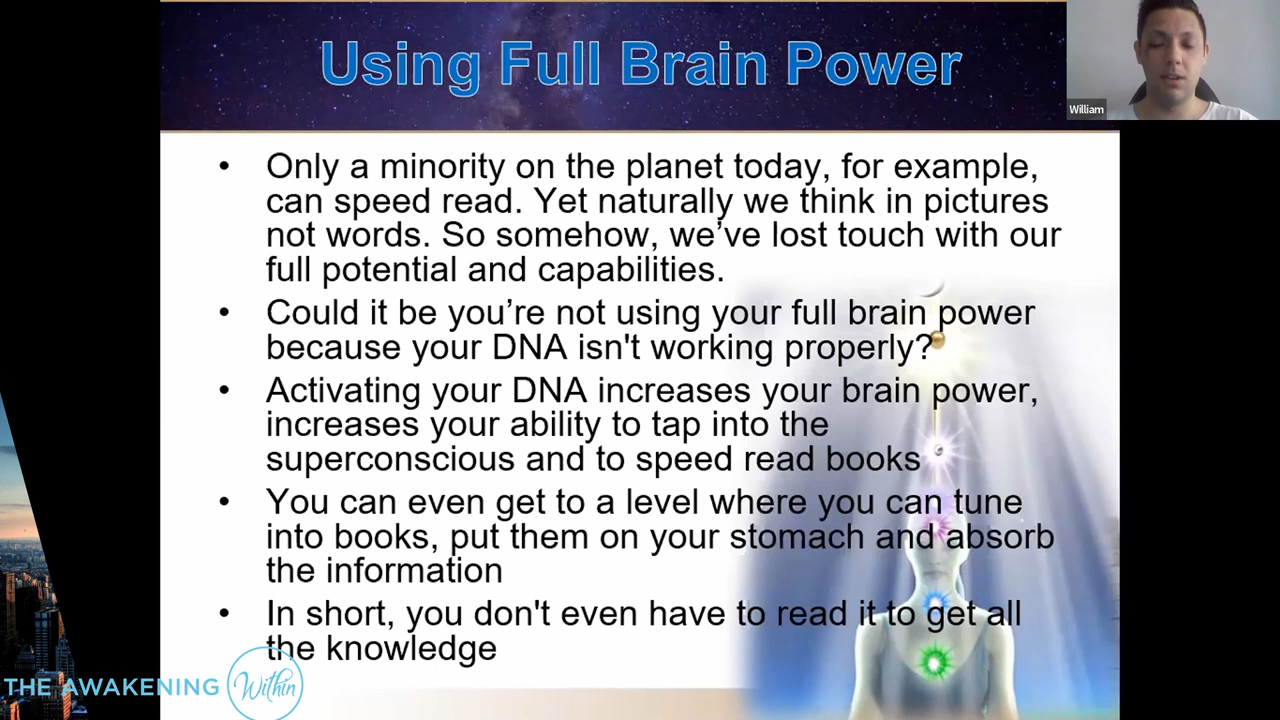 Using Full Brain Power
William
• Only a minority on the planet today, for example,
can speed read. Yet naturally we think in pictures
not words. So somehow, we’ve lost touch with our
full potential and capabilities.
• Could it be you’re not using your full brain power
because your DNA isn't working properly?
• Activating your DNA increases your brain power,
increases your ability to tap into the
superconscious and to speed read books
• You can even get to a level where you can tune
into books, put them on your stomach and absorb
the information
• In short, you don't even have to read it to get all
the knowledge
THE AWAKENING Within